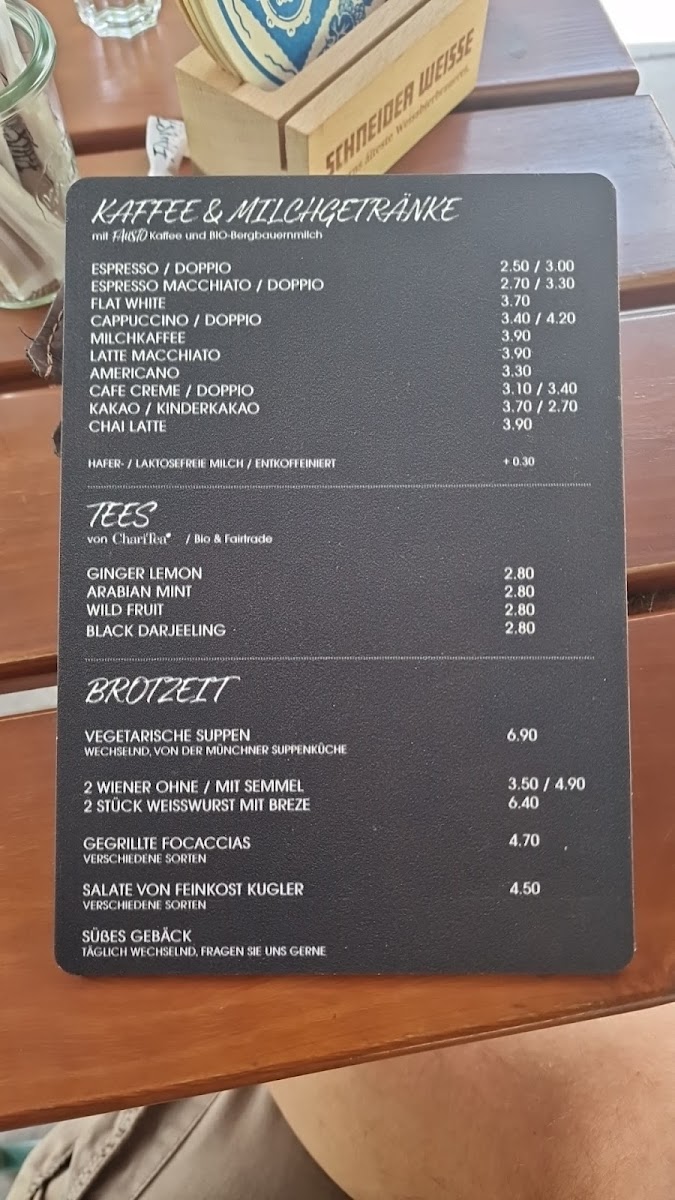 SCHNEIDER WEISSE
älteste Weissbierbrauerei.
KAFFEE & MILCHGETRÄNKE
mit FAUSTO Kaffee und BIO-Bergbauernmilch
ESPRESSO / DOPPIO 2.50 / 3.00
ESPRESSO MACCHIATO / DOPPIO 2.70 / 3.30
FLAT WHITE 3.70
CAPPUCCINO / DOPPIO 3.40 / 4.20
MILCHKAFFEE 3.90
LATTE MACCHIATO 3.90
AMERICANO 3.30
CAFE CREME / DOPPIO 3.10 / 3.40
KAKAO / KINDERKAKAO 3.70 / 2.70
CHAI LATTE 3.90
HAFER- / LAKTOSEFREIE MILCH / ENTKOFFEINIERT + 0.30
TEES
von ChariTea® / Bio & Fairtrade
GINGER LEMON 2.80
ARABIAN MINT 2.80
WILD FRUIT 2.80
BLACK DARJEELING 2.80
BROTZEIT
VEGETARISCHE SUPPEN 6.90
WECHSELND, VON DER MÜNCHNER SUPPENKÜCHE
2 WIENER OHNE / MIT SEMMEL 3.50 / 4.90
2 STÜCK WEISSWURST MIT BREZE 6.40
GEGRILLTE FOCACCIAS 4.70
VERSCHIEDENE SORTEN
SALATE VON FEINKOST KUGLER 4.50
VERSCHIEDENE SORTEN
SÜßES GEBÄCK
TÄGLICH WECHSELND, FRAGEN SIE UNS GERNE